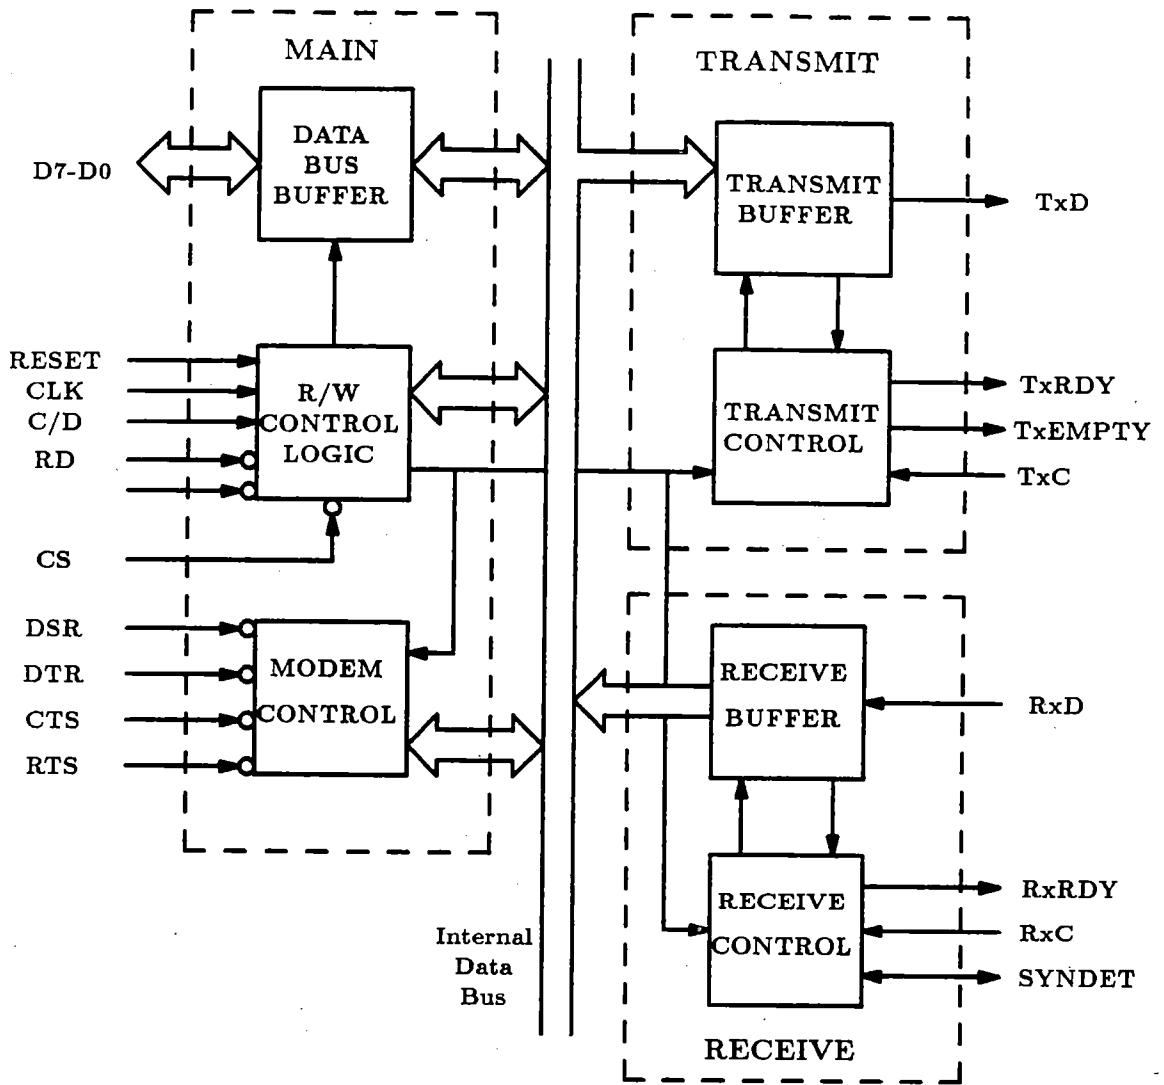 MAIN
DATA
BUS
BUFFER
D7-D0
RESET
CLK
C/D
RD
R/W
CONTROL
LOGIC
CS
DSR
DTR
CTS
RTS
MODEM
CONTROL
Internal
Data
Bus
TRANSMIT
TRANSMIT
BUFFER
TxD
TRANSMIT
CONTROL
TxRDY
TxEMPTY
TxC
RECEIVE
BUFFER
RxD
RECEIVE
CONTROL
RxRDY
RxC
SYNDET
RECEIVE